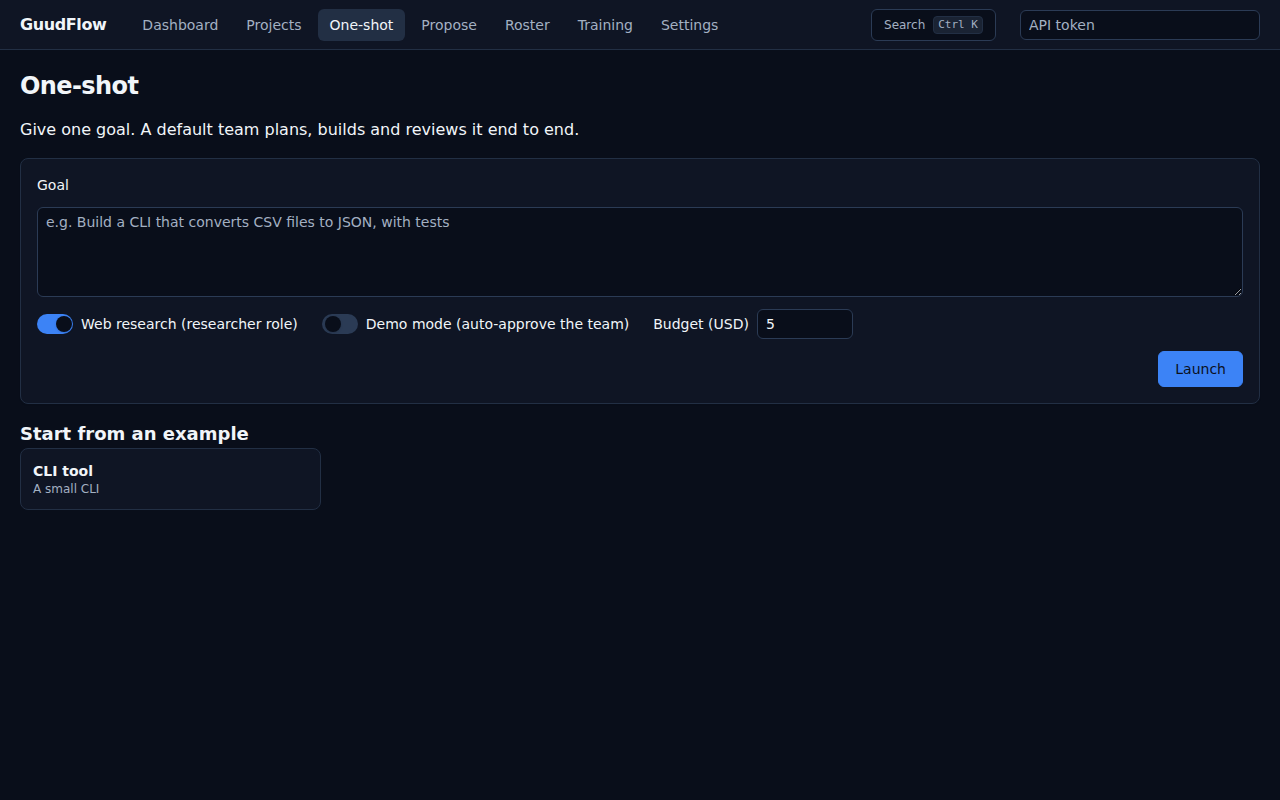 GuudFlow Dashboard Projects One-shot Propose Roster Training Settings Search Ctrl K API token
One-shot
Give one goal. A default team plans, builds and reviews it end to end.
Goal
e.g. Build a CLI that converts CSV files to JSON, with tests
Web research (researcher role) Demo mode (auto-approve the team) Budget (USD) 5
Launch
Start from an example
CLI tool
A small CLI